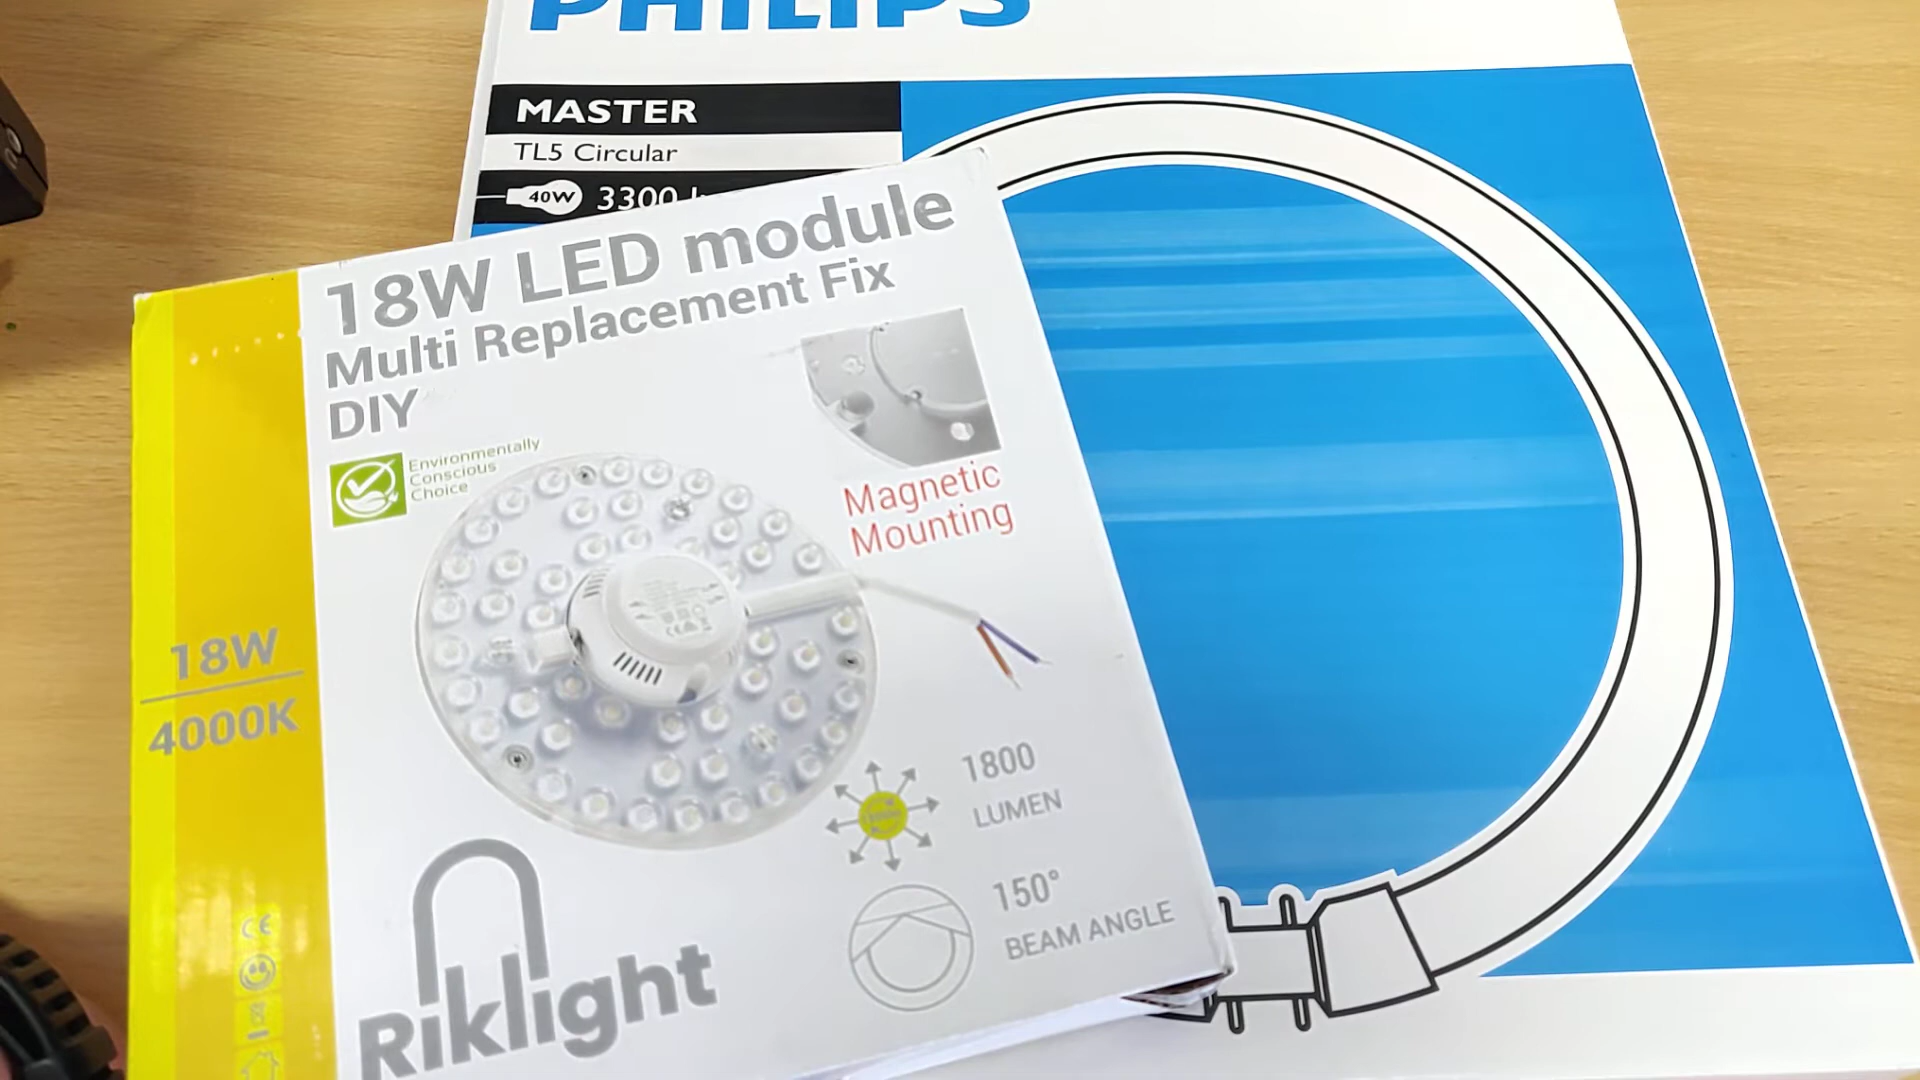 PHILIPS
MASTER
TL5 Circular
40W 3300
18W LED module
Multi Replacement Fix
DIY
Environmentally
Conscious
Choice
Magnetic
Mounting
18W
4000K
1800
LUMEN
150°
BEAM ANGLE
Riklight
CE